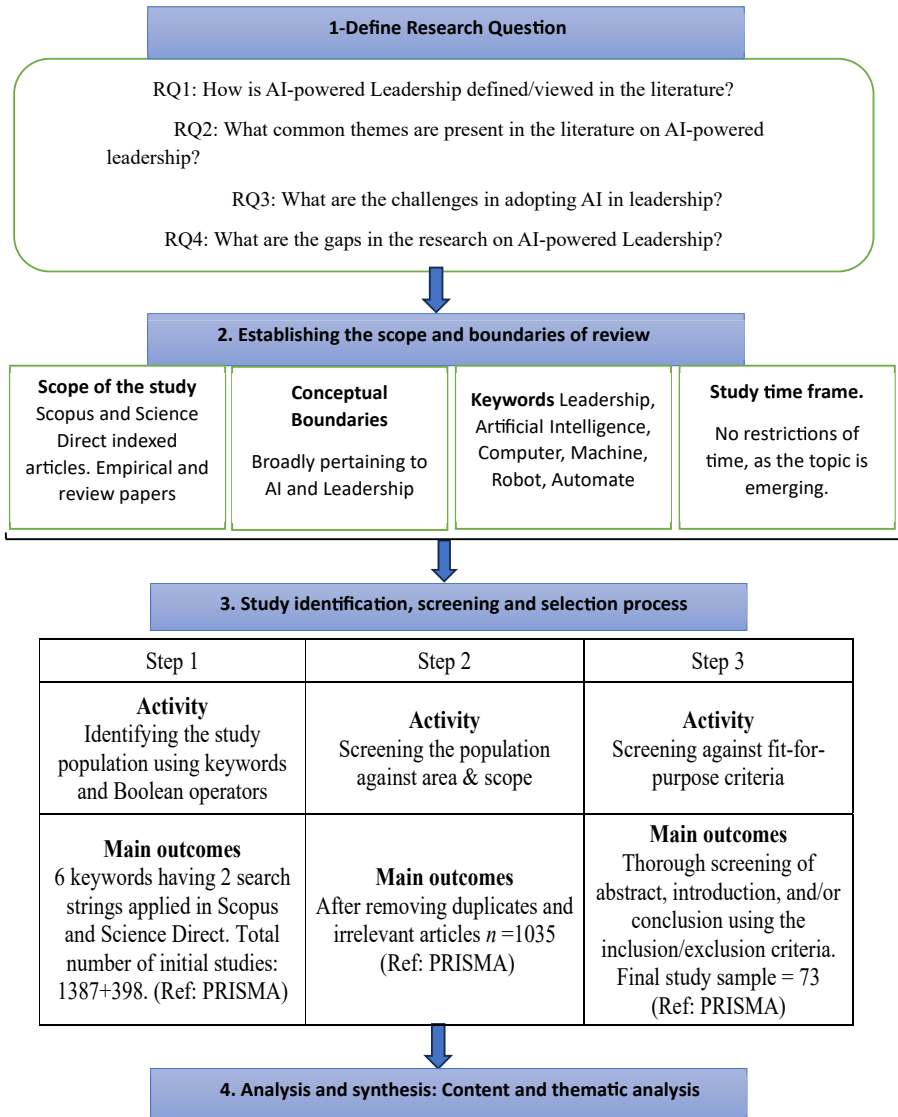 1-Define Research Question
RQ1: How is AI-powered Leadership defined/viewed in the literature?
RQ2: What common themes are present in the literature on AI-powered
leadership?
RQ3: What are the challenges in adopting AI in leadership?
RQ4: What are the gaps in the research on AI-powered Leadership?
2. Establishing the scope and boundaries of review
Scope of the study
Scopus and Science
Direct indexed
articles. Empirical and
review papers
Conceptual
Boundaries
Broadly pertaining to
AI and Leadership
Keywords Leadership,
Artificial Intelligence,
Computer, Machine,
Robot, Automate
Study time frame.
No restrictions of
time, as the topic is
emerging.
3. Study identification, screening and selection process
Step 1
Step 2
Step 3
Activity
Identifying the study
population using keywords
and Boolean operators
Activity
Screening the population
against area & scope
Activity
Screening against fit-for-
purpose criteria
Main outcomes
6 keywords having 2 search
strings applied in Scopus
and Science Direct. Total
number of initial studies:
1387+398. (Ref: PRISMA)
Main outcomes
After removing duplicates and
irrelevant articles n =1035
(Ref: PRISMA)
Main outcomes
Thorough screening of
abstract, introduction, and/or
conclusion using the
inclusion/exclusion criteria.
Final study sample = 73
(Ref: PRISMA)
4. Analysis and synthesis: Content and thematic analysis